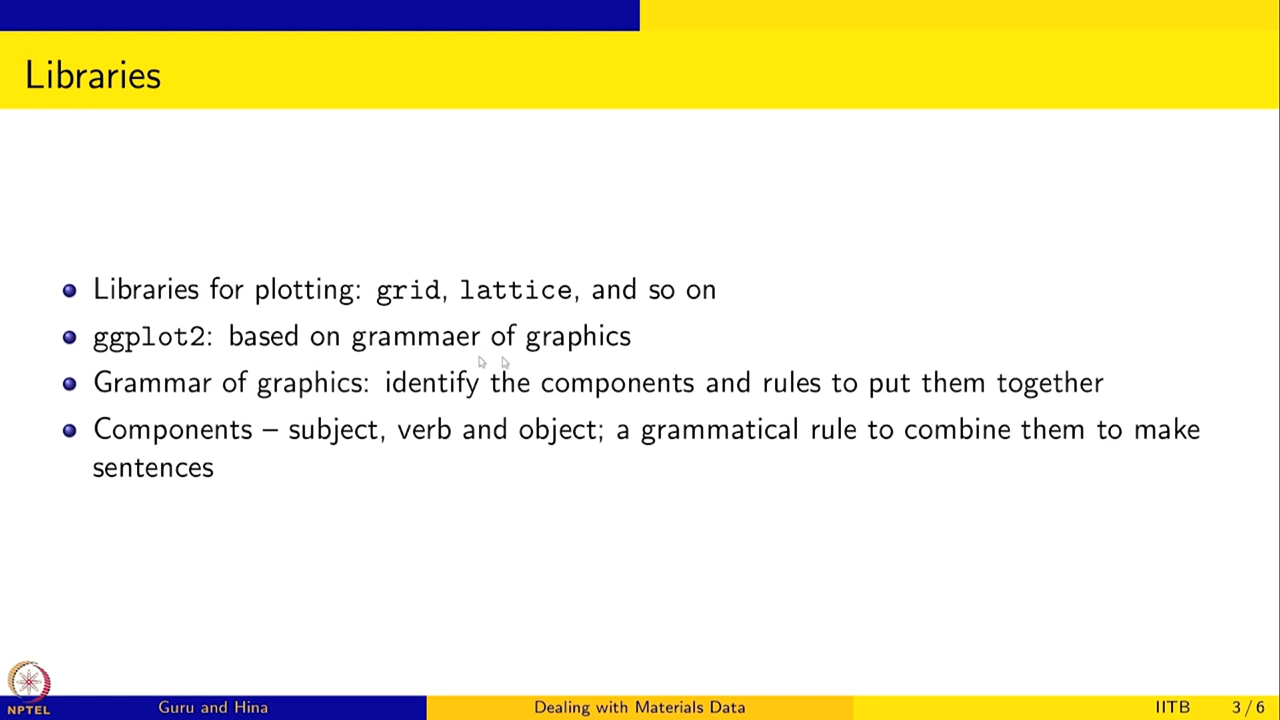 Libraries
Libraries for plotting: grid, lattice, and so on
ggplot2: based on grammaer of graphics
Grammar of graphics: identify the components and rules to put them together
Components – subject, verb and object; a grammatical rule to combine them to make
sentences
NPTEL
Guru and Hina
Dealing with Materials Data
IITB
3 / 6